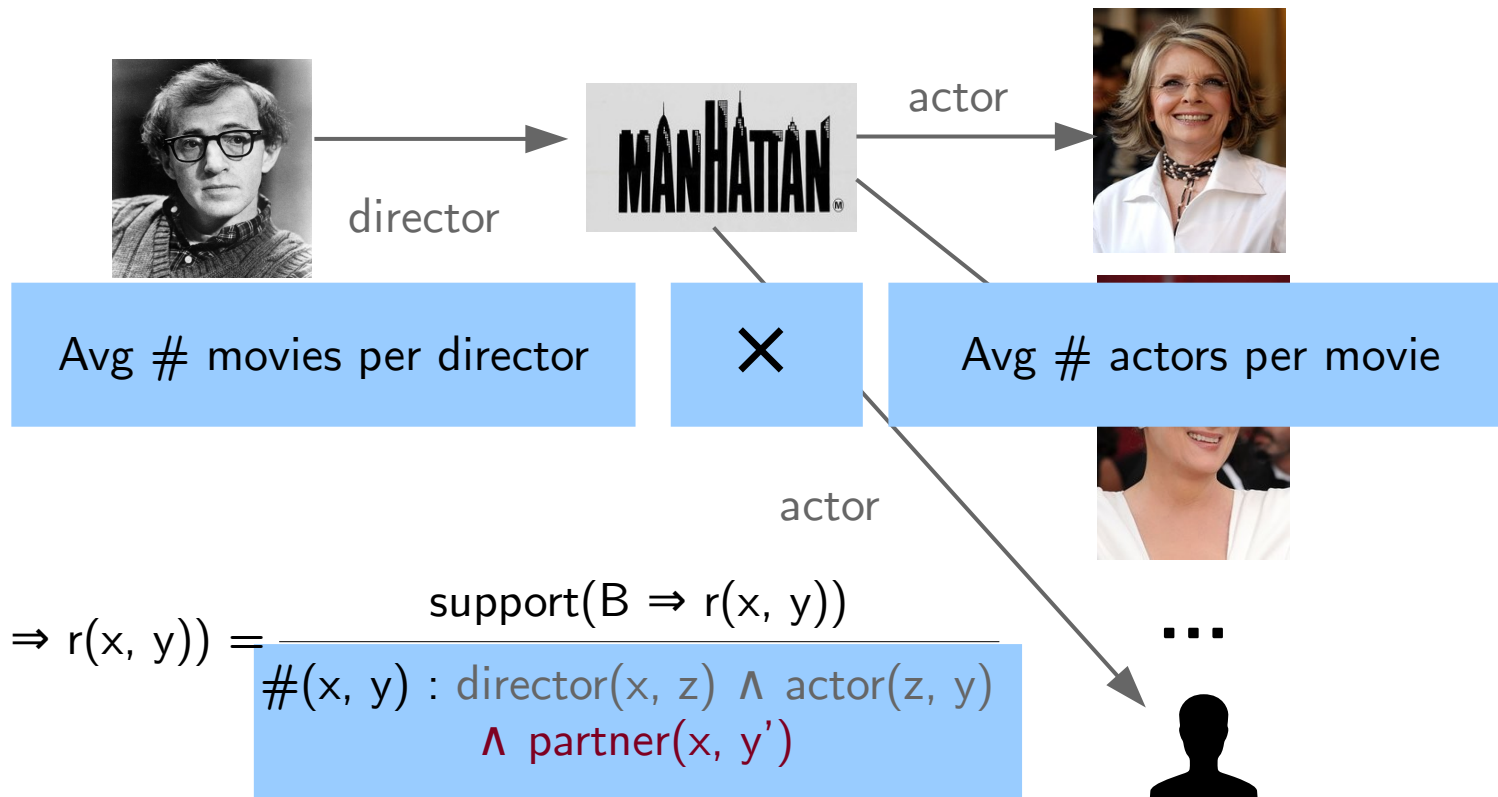 actor
MANHATTAN
director
Avg # movies per director
×
Avg # actors per movie
actor
support(B ⇒ r(x, y))
⇒ r(x, y)) =
...
#(x, y) : director(x, z) ∧ actor(z, y)
∧ partner(x, y’)